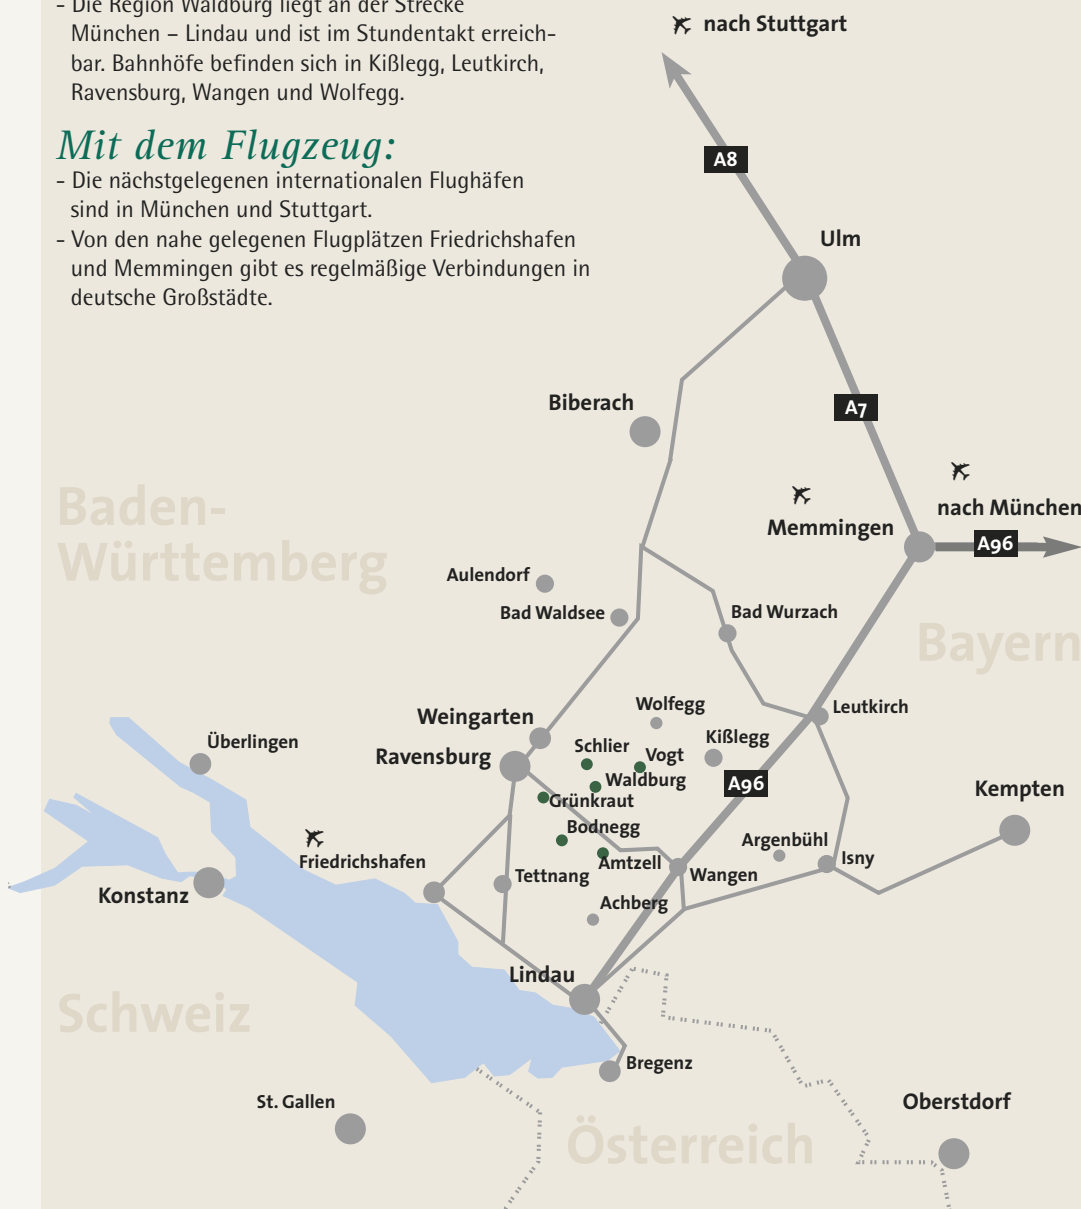 - Die Region Waldburg liegt an der Strecke
München – Lindau und ist im Stundentakt erreich-
bar. Bahnhöfe befinden sich in Kißlegg, Leutkirch,
Ravensburg, Wangen und Wolfegg.
Mit dem Flugzeug:
- Die nächstgelegenen internationalen Flughäfen
sind in München und Stuttgart.
- Von den nahe gelegenen Flugplätzen Friedrichshafen
und Memmingen gibt es regelmäßige Verbindungen in
deutsche Großstädte.
nach Stuttgart
A8
Ulm
Biberach
A7
Baden-
Württemberg
nach München
Memmingen
A96
Aulendorf
Bad Waldsee
Bad Wurzach
Bayern
Wolfegg
Leutkirch
Weingarten
Überlingen
Schlier
Kißlegg
Ravensburg
Vogt
Waldburg
A96
Kempten
Grünkraut
Bodnegg
Argenbühl
Friedrichshafen
Amtzell
Isny
Tettnang
Wangen
Konstanz
Achberg
Lindau
Schweiz
Bregenz
St. Gallen
Oberstdorf
Österreich